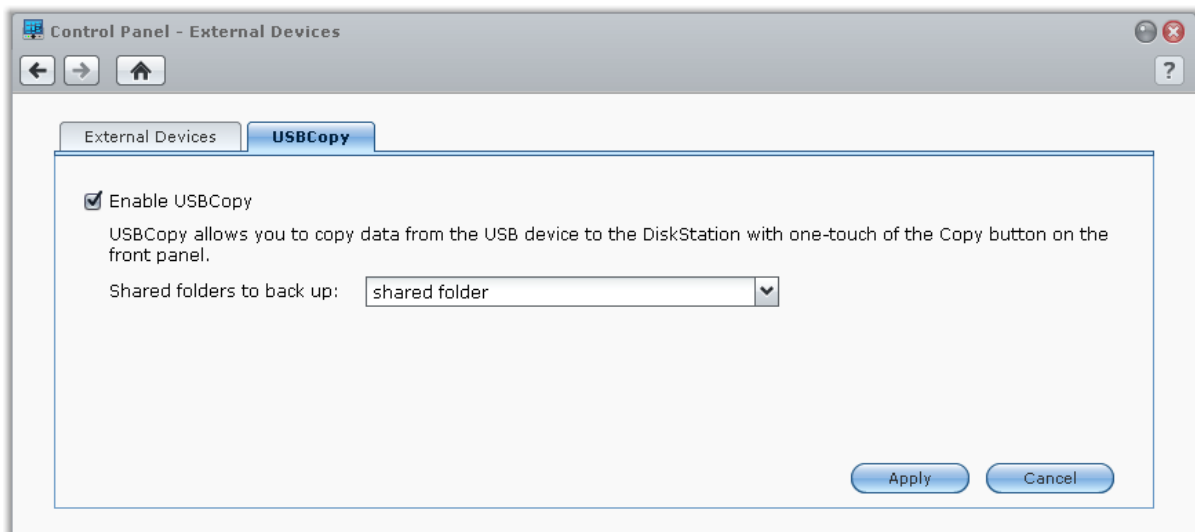 Control Panel - External Devices
?
External Devices
USBCopy
Enable USBCopy
USBCopy allows you to copy data from the USB device to the DiskStation with one-touch of the Copy button on the
front panel.
Shared folders to back up: shared folder
Apply Cancel